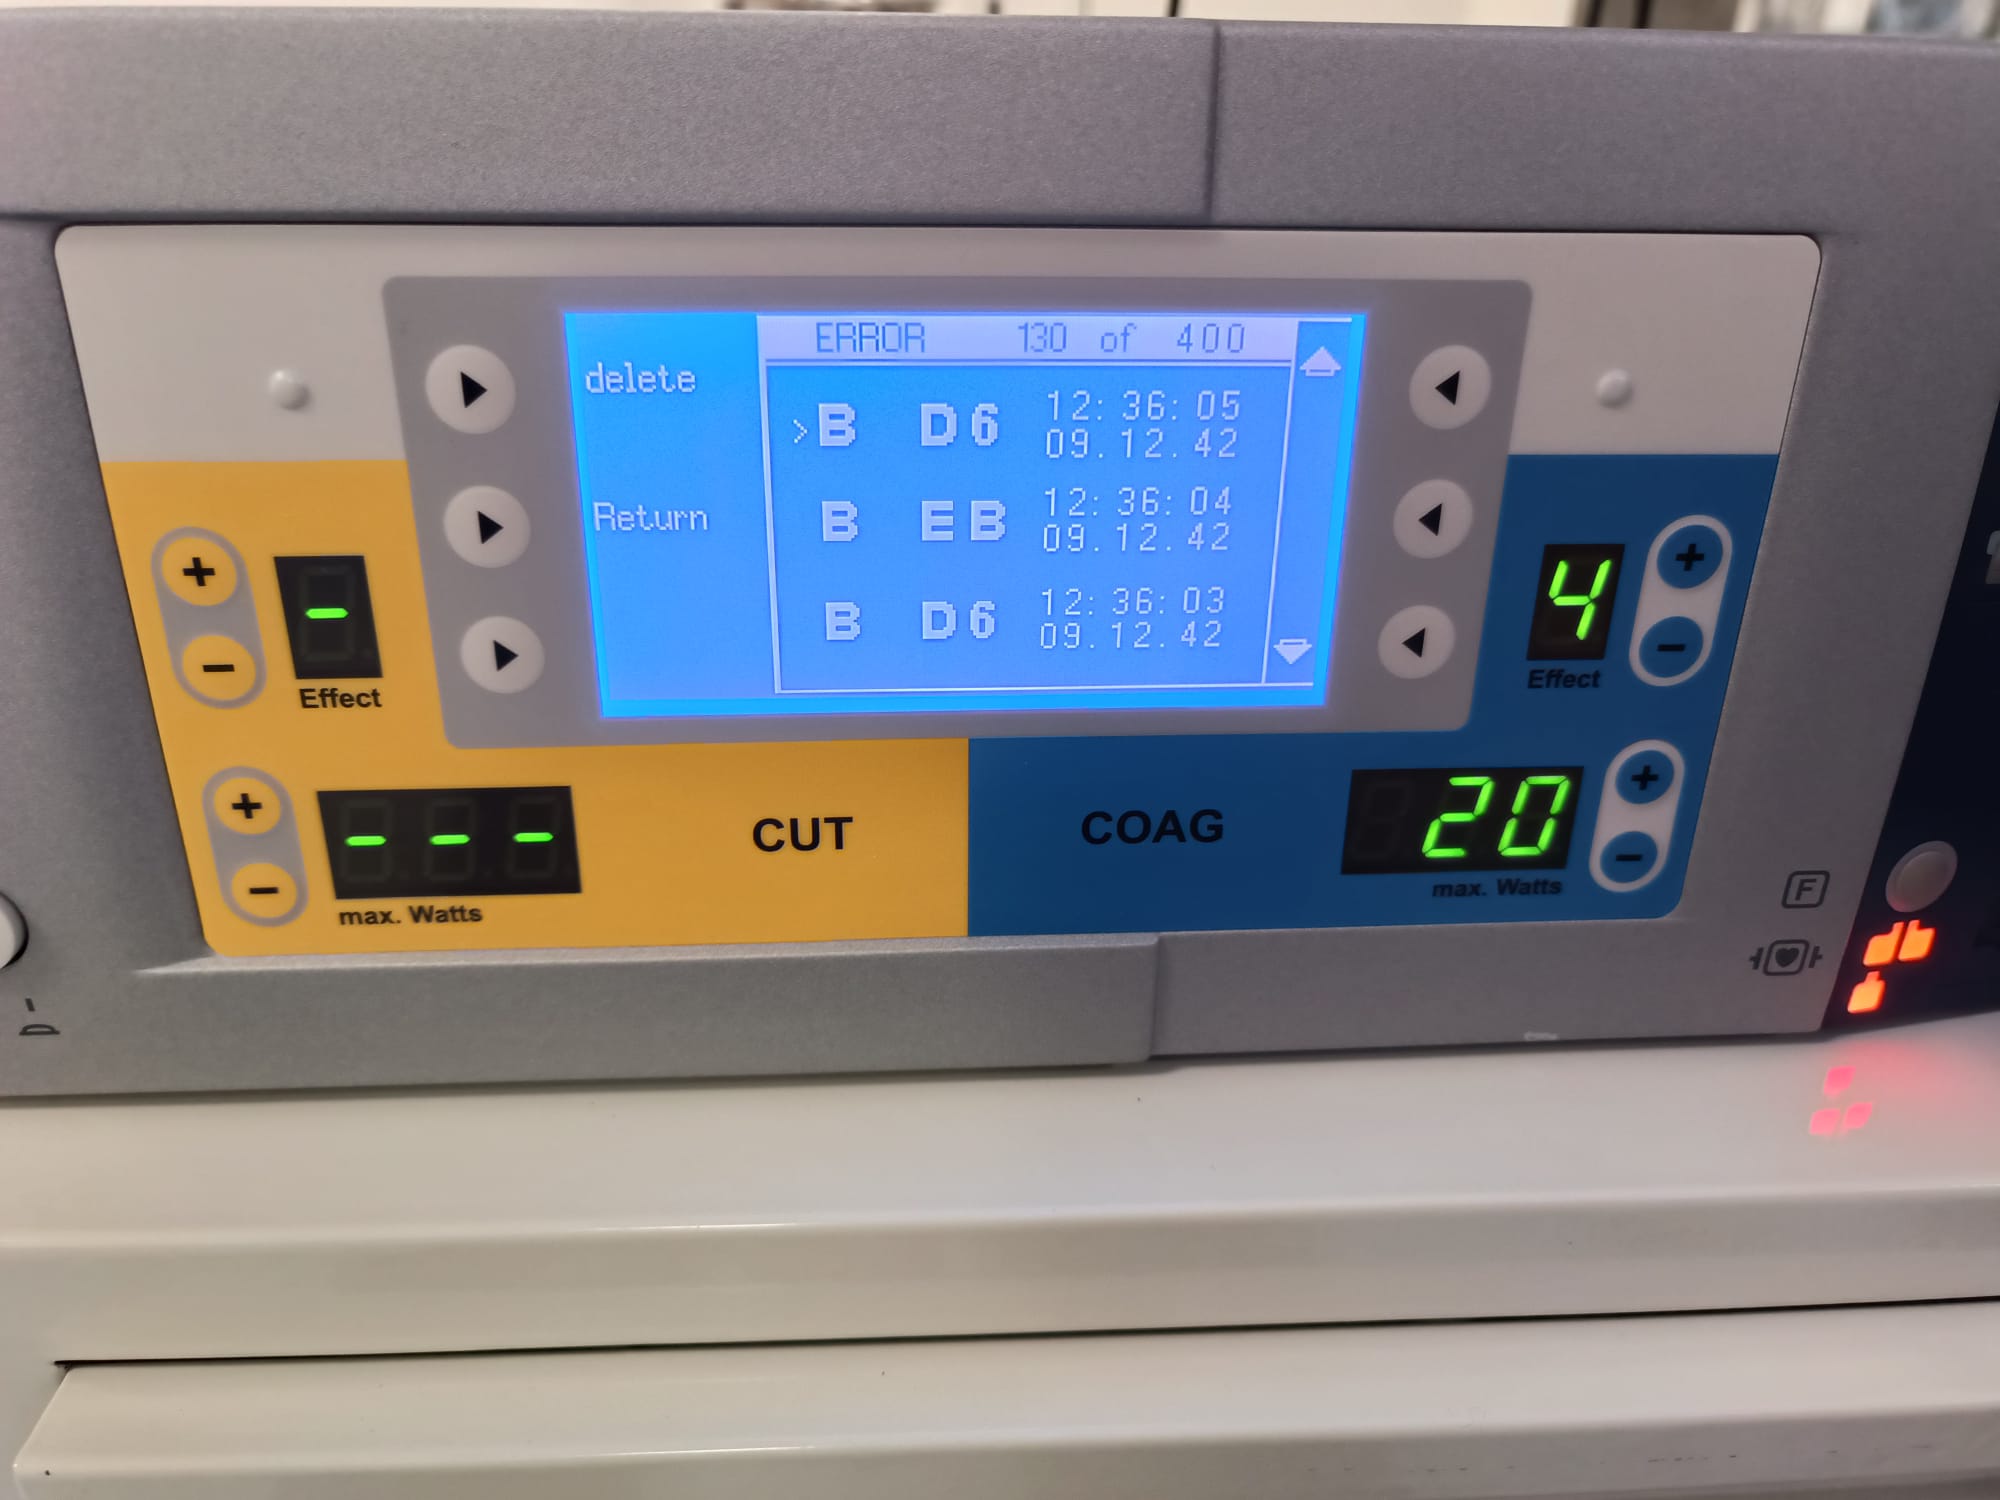 ERROR 130 of 400
delete
>B D6 12:36:05
09.12.42
Return
B EB 12:36:04
09.12.42
B D6 12:36:03
09.12.42
+
-
-
Effect
4
+
-
Effect
+
-
- - -
max. Watts
CUT
COAG
20
max. Watts
+
-
F